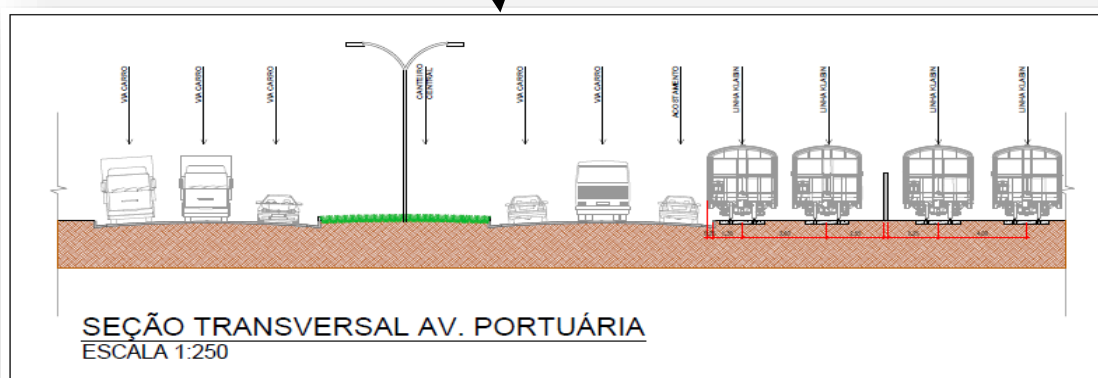 VIA CARRO
VIA CARRO
VIA CARRO
CANTEIRO
CENTRAL
VIA CARRO
VIA CARRO
ACOSTAMENTO
LINHA KLABIN
LINHA KLABIN
LINHA KLABIN
LINHA KLABIN
SEÇÃO TRANSVERSAL AV. PORTUÁRIA
ESCALA 1:250